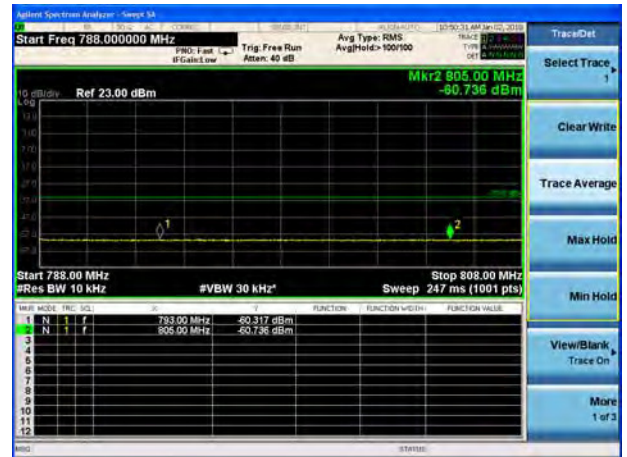 Agilent Spectrum Analyzer - Swept SA
10:50:31 AM Jan 02, 2018
Start Freq 788.000000 MHz
PNO: Fast
IFGain:Low
Trig: Free Run
Atten: 40 dB
Avg Type: RMS
Avg|Hold:> 100/100
TRACE
TYPE
DET
Trace/Det
Select Trace
1
Mkr2 805.00 MHz
-60.736 dBm
10 dB/div Ref 23.00 dBm
Log
1
2
Clear Write
Trace Average
Max Hold
Min Hold
View/Blank
Trace On
More
1 of 3
Start 788.00 MHz
Stop 808.00 MHz
#Res BW 10 kHz
#VBW 30 kHz*
Sweep 247 ms (1001 pts)
MKR MODE TRC SCL X Y FUNCTION FUNCTION WIDTH FUNCTION VALUE
1 N 1 f 793.00 MHz -60.317 dBm
2 N 1 f 805.00 MHz -60.736 dBm
3
4
5
6
7
8
9
10
11
12
MSG
STATUS